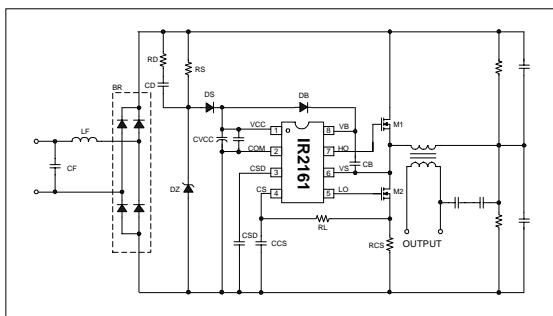 RD
RS
BR
CD
DS
DB
LF
VCC
1
8
VB
M1
CVCC
COM
2
7
HO
CB
CF
CSD
3
6
VS
IR2161
M2
DZ
CS
4
5
LO
RL
CSD
CCS
RCS
OUTPUT